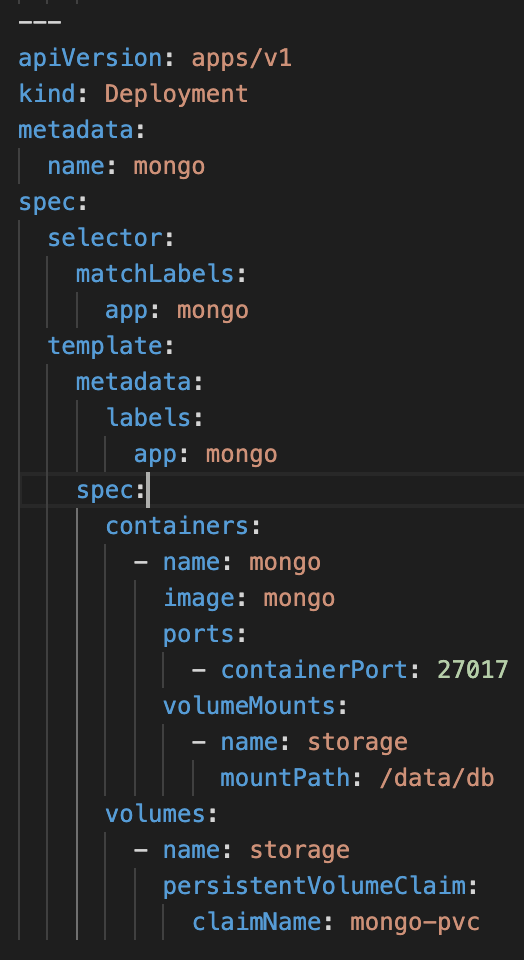 ---
apiVersion: apps/v1
kind: Deployment
metadata:
  name: mongo
spec:
  selector:
    matchLabels:
      app: mongo
  template:
    metadata:
      labels:
        app: mongo
    spec:
      containers:
        - name: mongo
          image: mongo
          ports:
            - containerPort: 27017
          volumeMounts:
            - name: storage
              mountPath: /data/db
      volumes:
        - name: storage
          persistentVolumeClaim:
            claimName: mongo-pvc